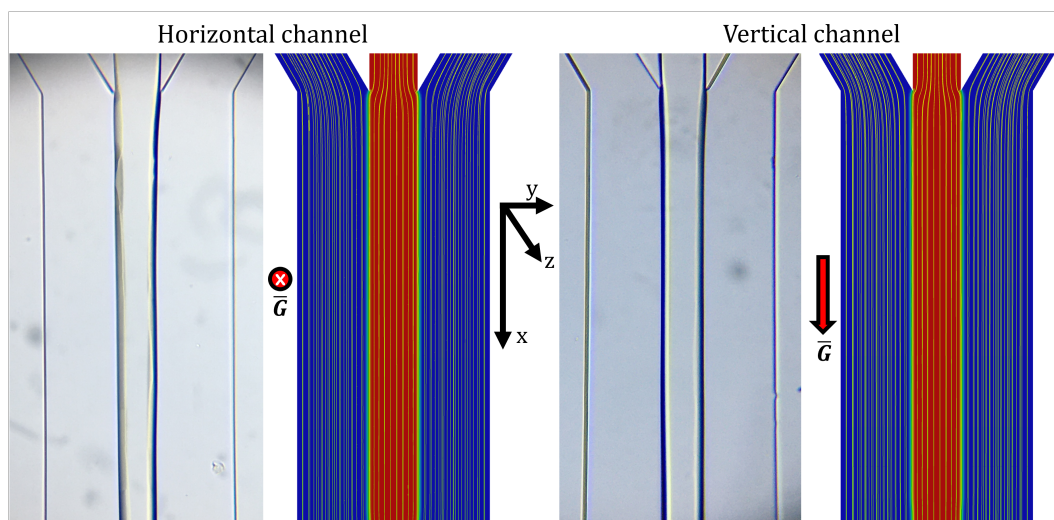 Horizontal channel
Vertical channel
y
z
x
x
G̅
G̅